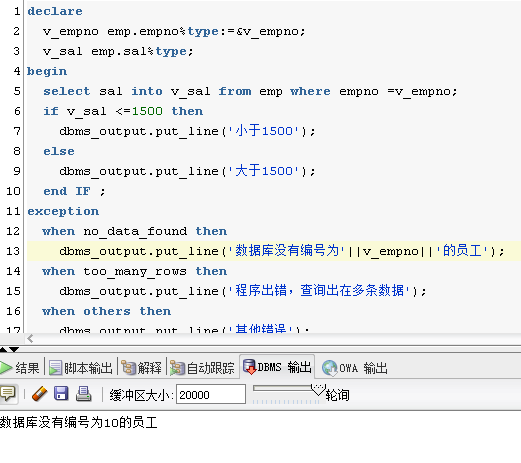 1 declare
2 v_empno emp.empno%type:=&v_empno;
3 v_sal emp.sal%type;
4 begin
5 select sal into v_sal from emp where empno =v_empno;
6 if v_sal <=1500 then
7 dbms_output.put_line('小于1500');
8 else
9 dbms_output.put_line('大于1500');
10 end IF ;
11 exception
12 when no_data_found then
13 dbms_output.put_line('数据库没有编号为'||v_empno||'的员工');
14 when too_many_rows then
15 dbms_output.put_line('程序出错，查询出在多条数据');
16 when others then
17 dbms_output.put_line('其他错误');
结果 脚本输出 解释 自动跟踪 DBMS 输出 OWA 输出
缓冲区大小: 20000 轮询
数据库没有编号为10的员工